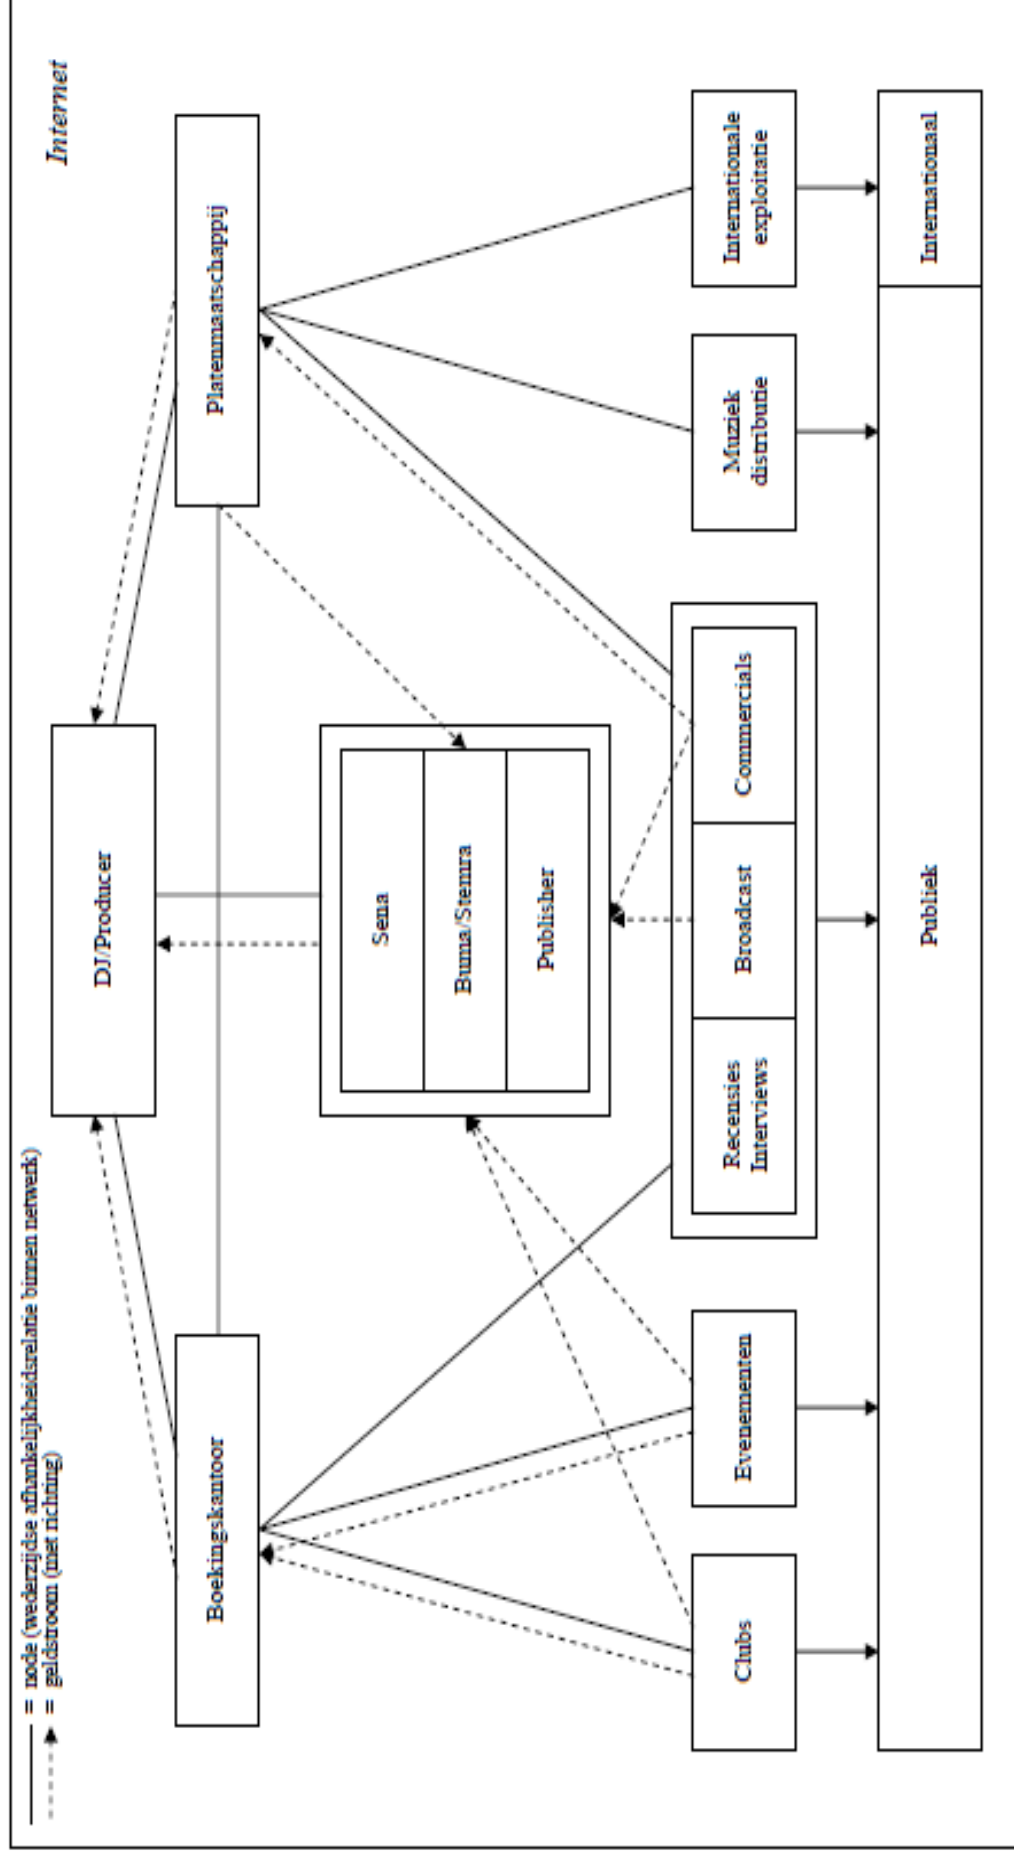 = node (wederzijdse afhankelijkheidsrelatie binnen netwerk)
= geldstroom (met richting)
Internet
DJ/Producer
Boekingskantoor
Platenmaatschappij
Sena
Buma/Stemra
Publisher
Clubs
Evenementen
Recensies
Interviews
Broadcast
Commercials
Muziek
distributie
Internationale
exploitatie
Publiek
Internationaal